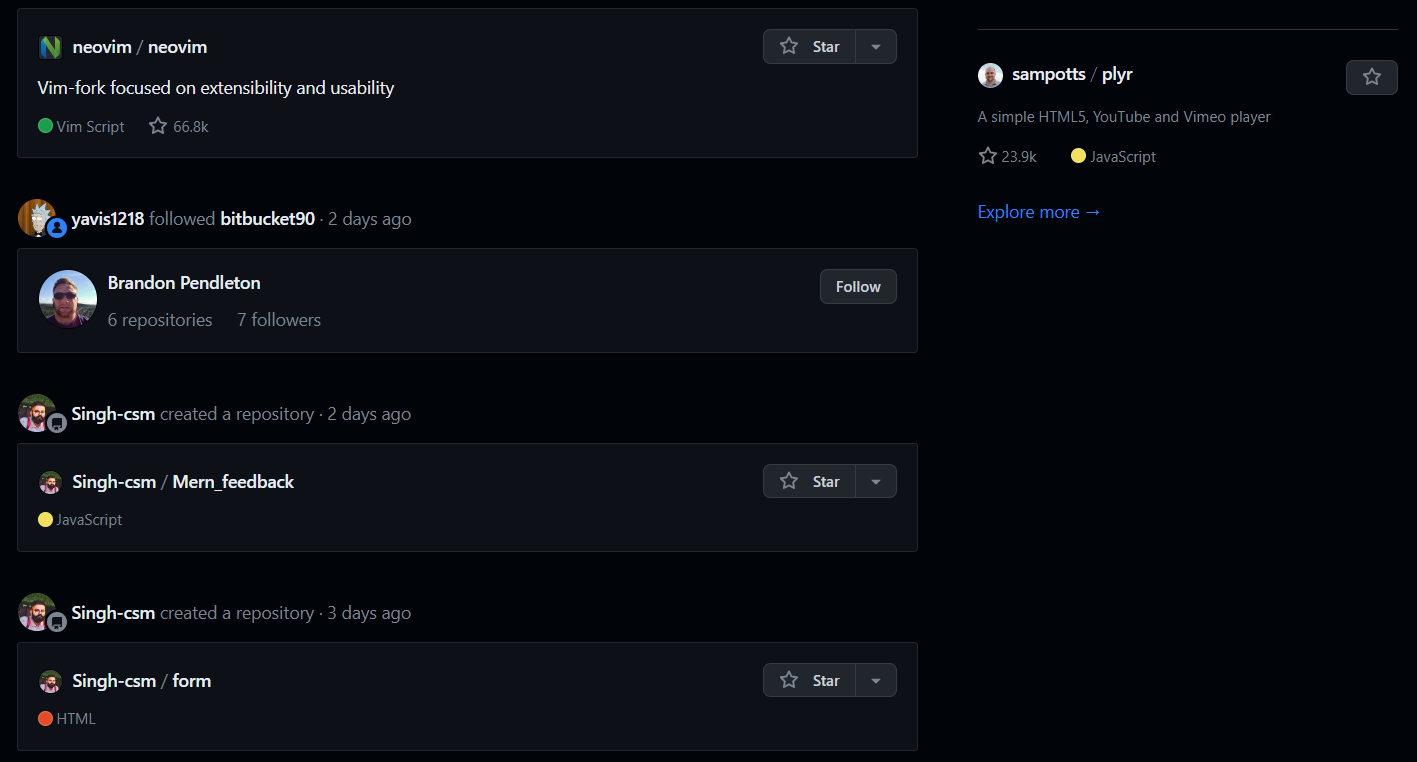 neovim / neovim
Star
Vim-fork focused on extensibility and usability
Vim Script 66.8k
yavis1218 followed bitbucket90 · 2 days ago
Brandon Pendleton
Follow
6 repositories 7 followers
Singh-csm created a repository · 2 days ago
Singh-csm / Mern_feedback
Star
JavaScript
Singh-csm created a repository · 3 days ago
Singh-csm / form
Star
HTML
sampotts / plyr
A simple HTML5, YouTube and Vimeo player
23.9k JavaScript
Explore more →